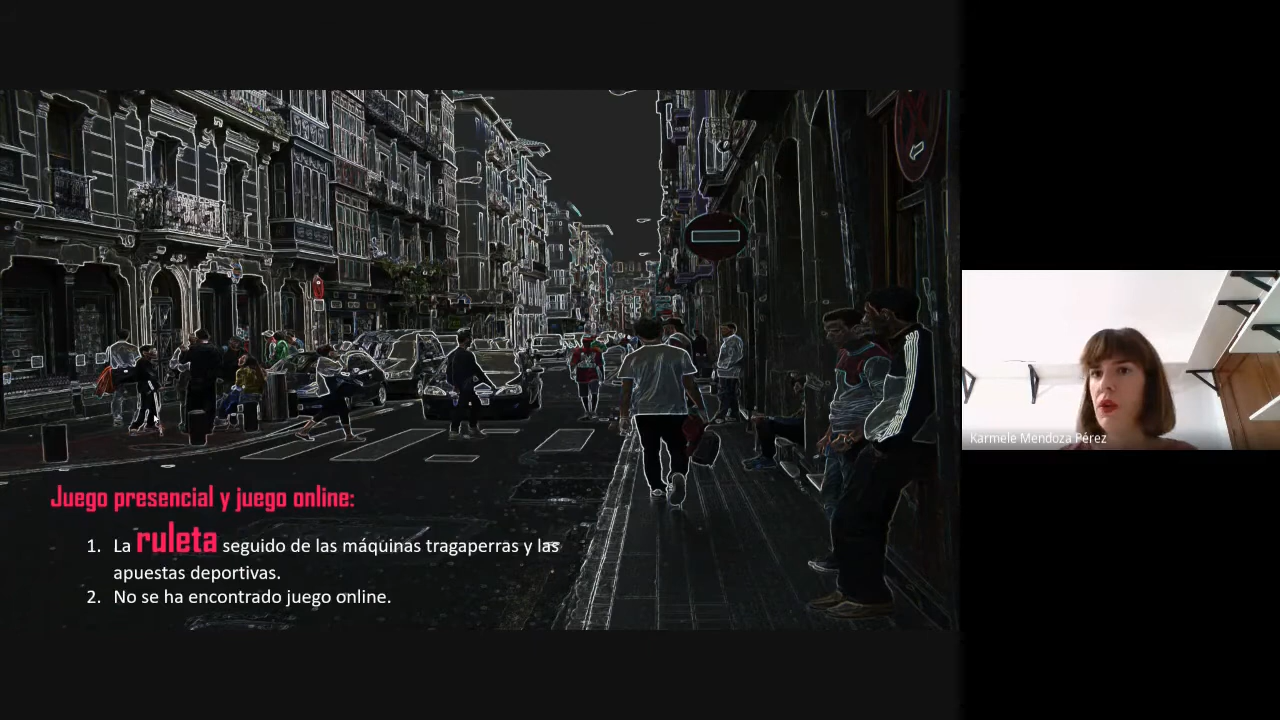 Juego presencial y juego online:
1. La ruleta seguido de las máquinas tragaperras y las
apuestas deportivas.
2. No se ha encontrado juego online.
Karmele Mendoza Pérez